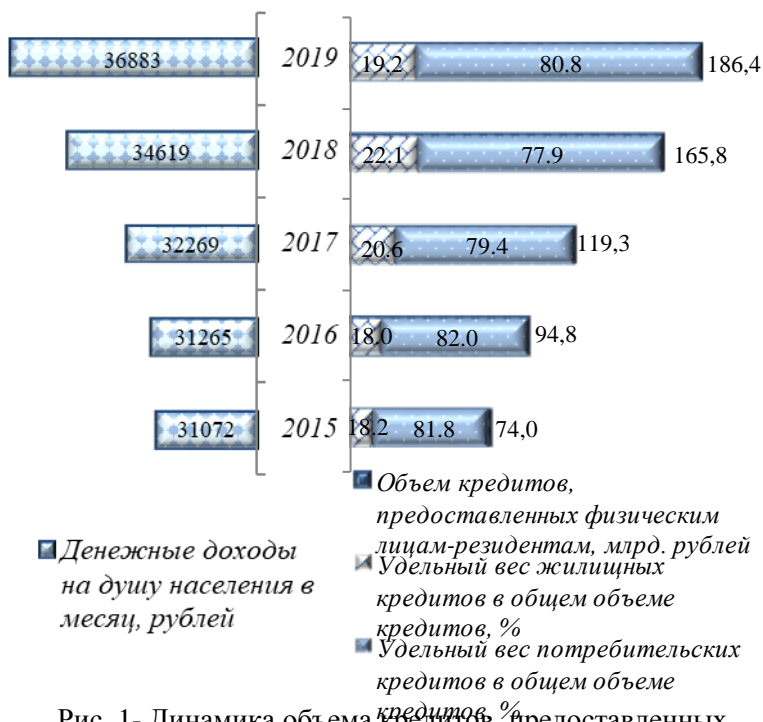 36883 2019 19.2 80.8 186,4
34619 2018 22.1 77.9 165,8
32269 2017 20.6 79.4 119,3
31265 2016 18.0 82.0 94,8
31072 2015 18.2 81.8 74,0
Денежные доходы
на душу населения в
месяц, рублей
Объем кредитов,
предоставленных физическим
лицам-резидентам, млрд. рублей
Удельный вес жилищных
кредитов в общем объеме
кредитов, %
Удельный вес потребительских
кредитов в общем объеме
кредитов, %
Рис. 1- Динамика объема кредитов, предоставленных